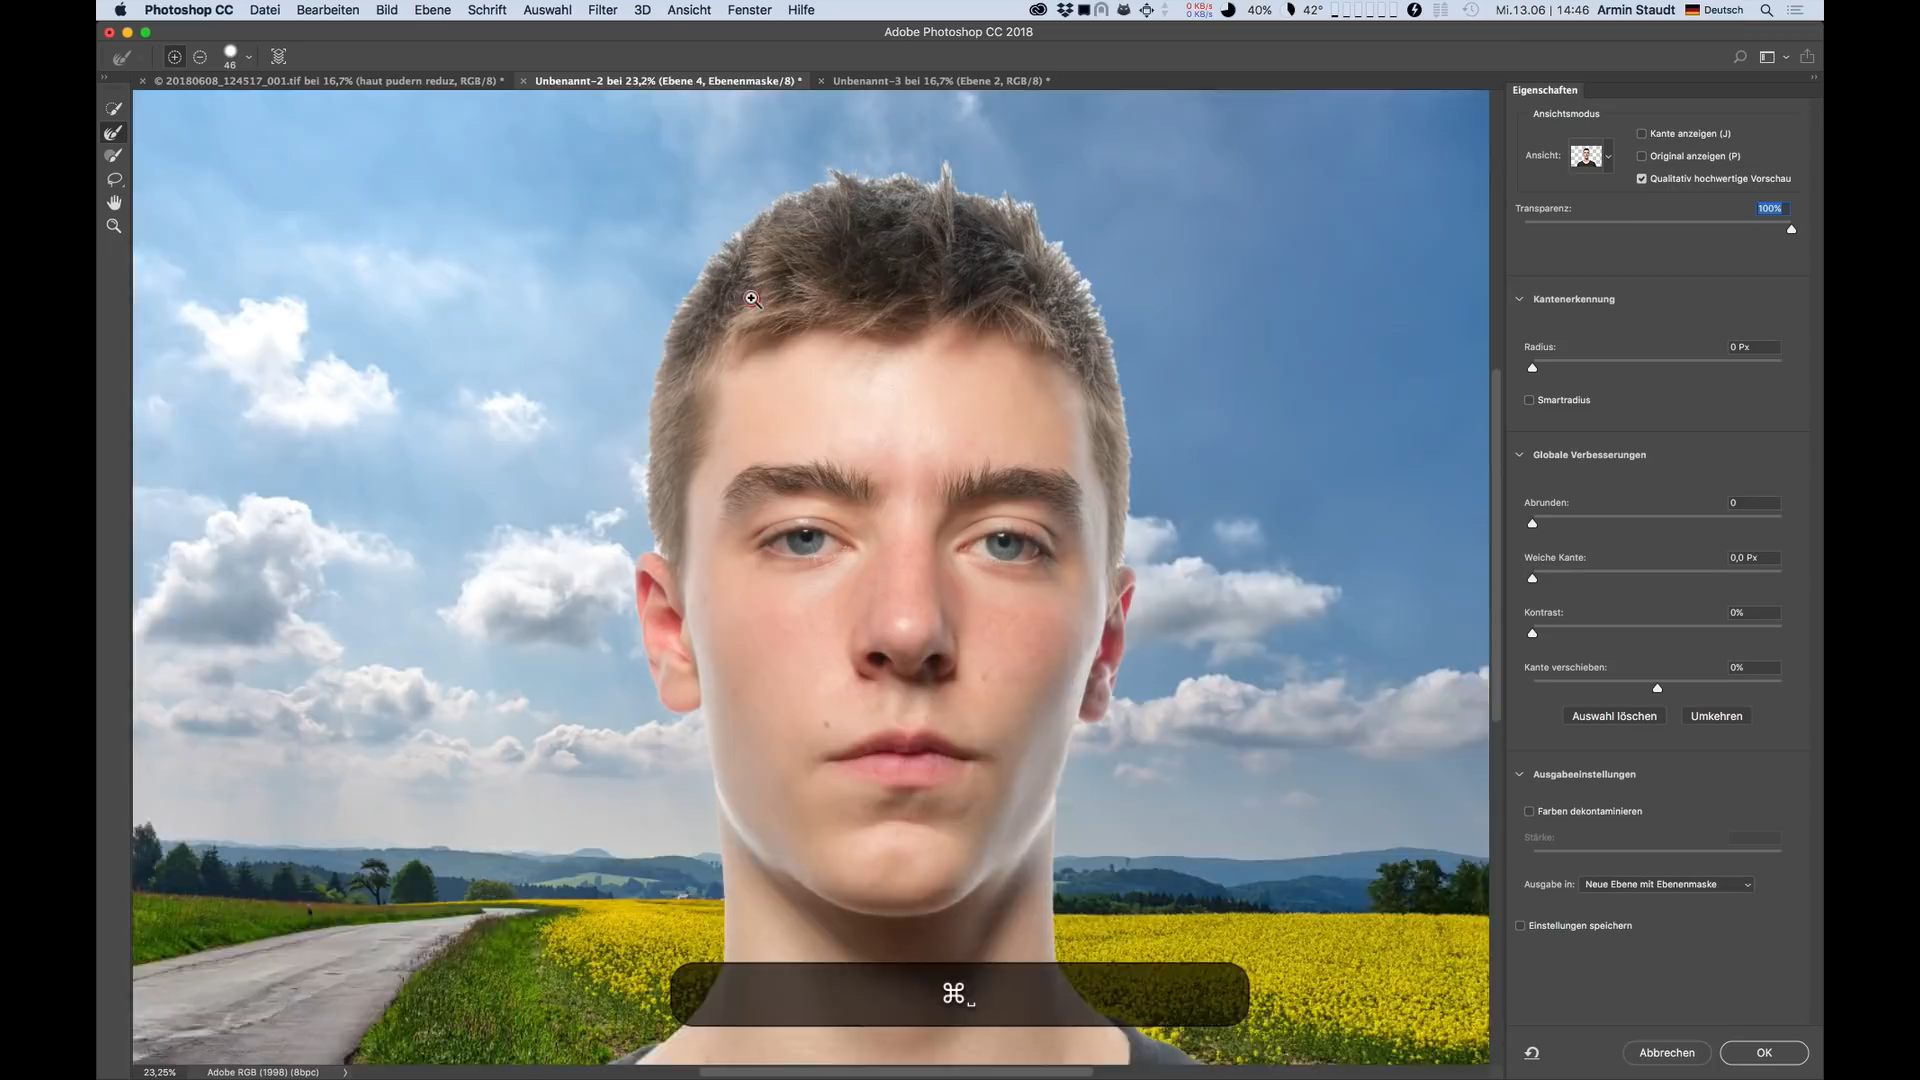 Photoshop CC Datei Bearbeiten Bild Ebene Schrift Auswahl Filter 3D Ansicht Fenster Hilfe 0 KB/s 0 KB/s 40% 42° Mi.13.06 | 14:46 Armin Staudt Deutsch
Adobe Photoshop CC 2018
46
© 20180608_124517_001.tif bei 16,7% (haut pudern reduz, RGB/8) *
Unbenannt-2 bei 23,2% (Ebene 4, Ebenenmaske/8) *
Unbenannt-3 bei 16,7% (Ebene 2, RGB/8) *
Eigenschaften
Ansichtsmodus
Kante anzeigen (J)
Ansicht:
Original anzeigen (P)
Qualitativ hochwertige Vorschau
Transparenz: 100%
Kantenerkennung
Radius: 0 Px
Smartradius
Globale Verbesserungen
Abrunden: 0
Weiche Kante: 0,0 Px
Kontrast: 0%
Kante verschieben: 0%
Auswahl löschen Umkehren
Ausgabeeinstellungen
Farben dekontaminieren
Stärke:
Ausgabe in: Neue Ebene mit Ebenenmaske
Einstellungen speichern
⌘␣
Abbrechen OK
23,25% Adobe RGB (1998) (8bpc)